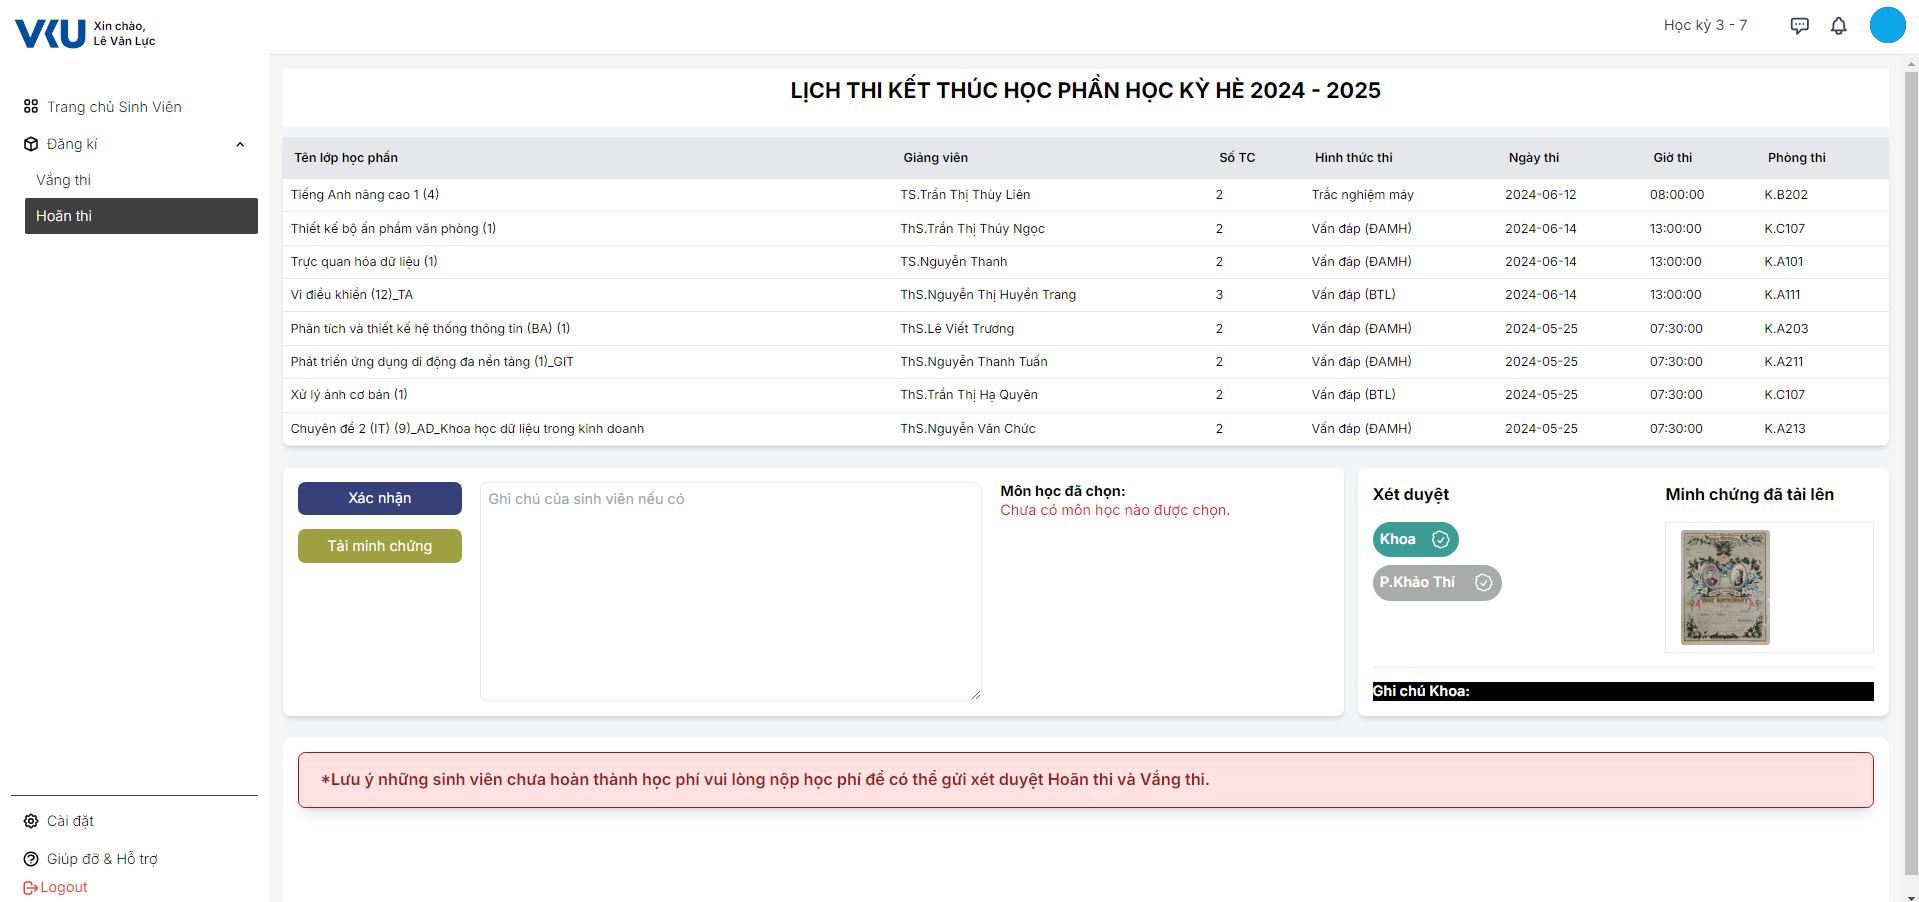 VKU
Xin chào,
Lê Văn Lực
Học kỳ 3 - 7
Trang chủ Sinh Viên
Đăng kí
Vắng thi
Hoãn thi
LỊCH THI KẾT THÚC HỌC PHẦN HỌC KỲ HÈ 2024 - 2025
Tên lớp học phần Giảng viên Số TC Hình thức thi Ngày thi Giờ thi Phòng thi
Tiếng Anh nâng cao 1 (4) TS.Trần Thị Thùy Liên 2 Trắc nghiệm máy 2024-06-12 08:00:00 K.B202
Thiết kế bộ ấn phẩm văn phòng (1) ThS.Trần Thị Thúy Ngọc 2 Vấn đáp (ĐAMH) 2024-06-14 13:00:00 K.C107
Trực quan hóa dữ liệu (1) TS.Nguyễn Thanh 2 Vấn đáp (ĐAMH) 2024-06-14 13:00:00 K.A101
Vi điều khiển (12)_TA ThS.Nguyễn Thị Huyền Trang 3 Vấn đáp (BTL) 2024-06-14 13:00:00 K.A111
Phân tích và thiết kế hệ thống thông tin (BA) (1) ThS.Lê Viết Trương 2 Vấn đáp (ĐAMH) 2024-05-25 07:30:00 K.A203
Phát triển ứng dụng di động đa nền tảng (1)_GIT ThS.Nguyễn Thanh Tuấn 2 Vấn đáp (ĐAMH) 2024-05-25 07:30:00 K.A211
Xử lý ảnh cơ bản (1) ThS.Trần Thị Hạ Quyên 2 Vấn đáp (BTL) 2024-05-25 07:30:00 K.C107
Chuyên đề 2 (IT) (9)_AD_Khoa học dữ liệu trong kinh doanh ThS.Nguyễn Văn Chức 2 Vấn đáp (ĐAMH) 2024-05-25 07:30:00 K.A213
Xác nhận
Tải minh chứng
Ghi chú của sinh viên nếu có
Môn học đã chọn:
Chưa có môn học nào được chọn.
Xét duyệt
Khoa
P.Khảo Thí
Minh chứng đã tải lên
Ghi chú Khoa:
*Lưu ý những sinh viên chưa hoàn thành học phí vui lòng nộp học phí để có thể gửi xét duyệt Hoãn thi và Vắng thi.
Cài đặt
Giúp đỡ & Hỗ trợ
Logout